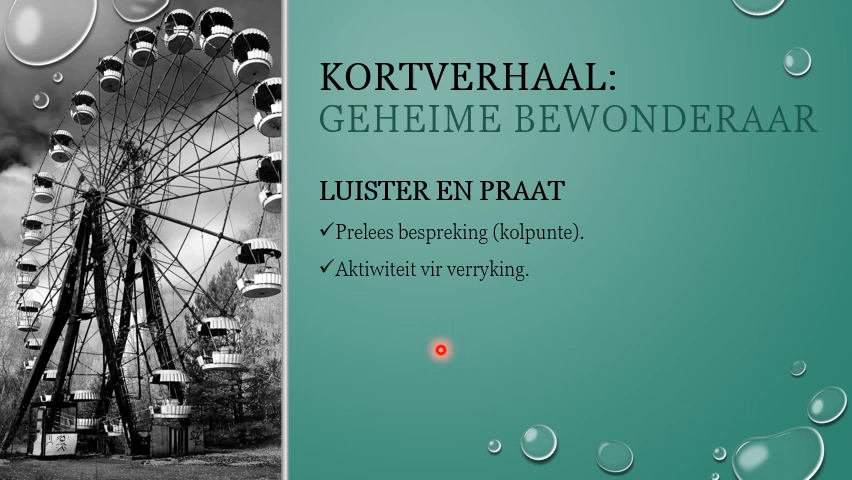 KORTVERHAAL:
GEHEIME BEWONDERAAR
LUISTER EN PRAAT
✓Prelees bespreking (kolpunte).
✓Aktiwiteit vir verryking.